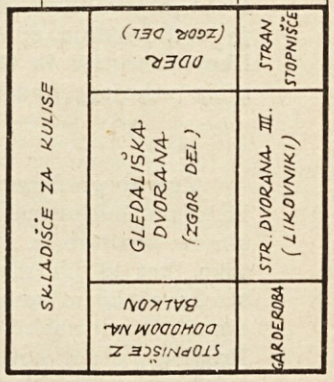 SKLADIŠČE ZA KULISE
ODER
(ZGOR DEL)
STRAN
STOPNIŠČE
GLEDALIŠKA
DVORANA
(ZGOR DEL)
STR. DVORANA III.
(LIKOVNIKI)
STOPNIŠČE Z
DOHODOM NA
BALKON
GARDEROBA